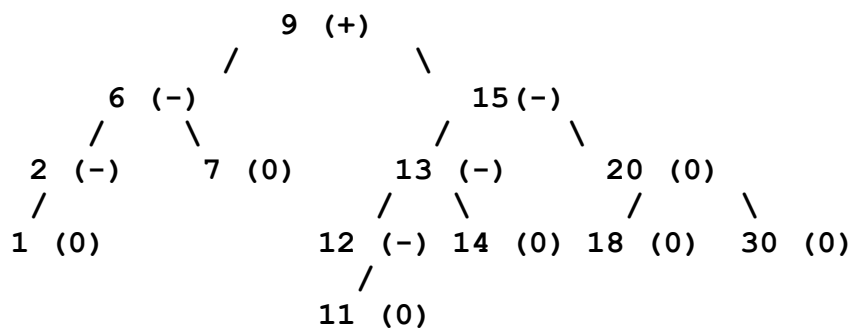 9 (+)
/ \
6 (-) 15(-)
/ \ / \
2 (-) 7 (0) 13 (-) 20 (0)
/ / \ / \
1 (0) 12 (-) 14 (0) 18 (0) 30 (0)
/
11 (0)